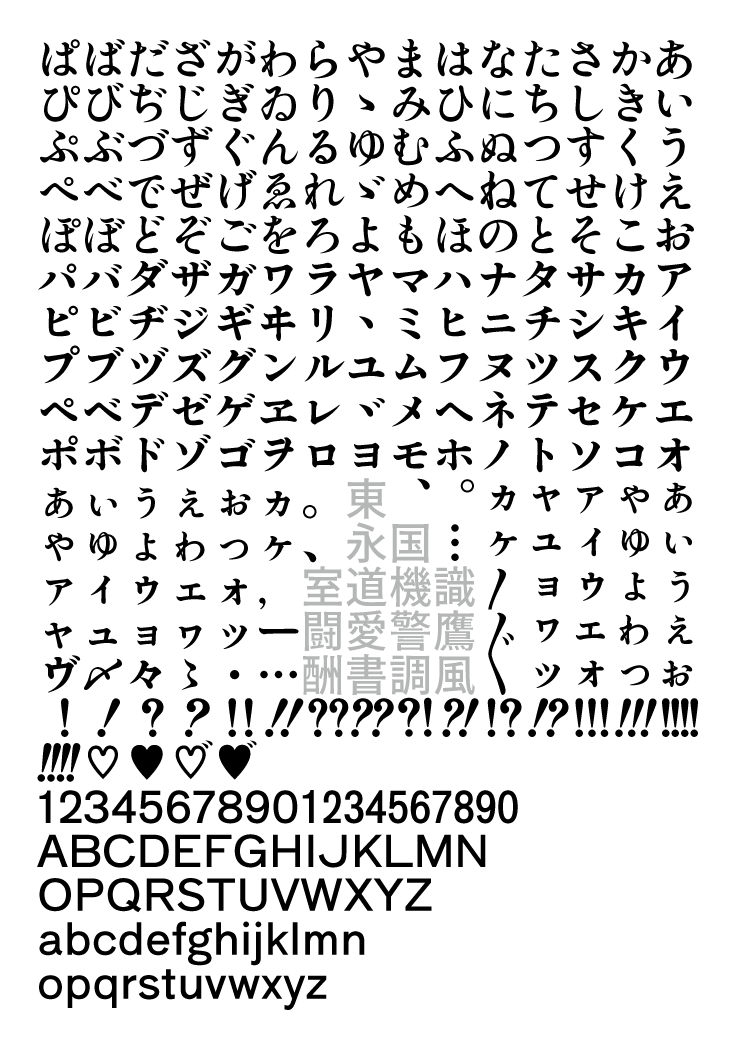 ぱばだざがわらやまはなたさかあ
ぴびぢじぎゐりゝみひにちしきい
ぷぶづずぐんるゆむふぬつすくう
ぺべでぜげゑれゞめへねてせけえ
ぽぼどぞごをろよもほのとそこお
パバダザガワラヤマハナタサカア
ピビヂジギヰリヽミヒニチシキイ
プブヅズグンルユムフヌツスクウ
ペベデゼゲヱレヾメヘネテセケエ
ポボドゾゴヲロヨモホノトソコオ
ぁぃぅぇぉヵ。東、。ヵャァゃぁ
ゃゅょゎっヶ、永国︙ヶュィゅぃ
ァィゥェォ，室道機識〳ョゥょぅ
ャュョヮッー闘愛警鷹〴ヮェゎぇ
ヴ〆々〜・…酬書調風〵ッォっぉ
! ! ? ? !! !! ?? ?? ?! ?! !? !? !!! !!! !!!!
!!!! ♡ ♥ ♡゙ ♥゙
12345678901234567890
ABCDEFGHIJKLMN
OPQRSTUVWXYZ
abcdefghijklmn
opqrstuvwxyz